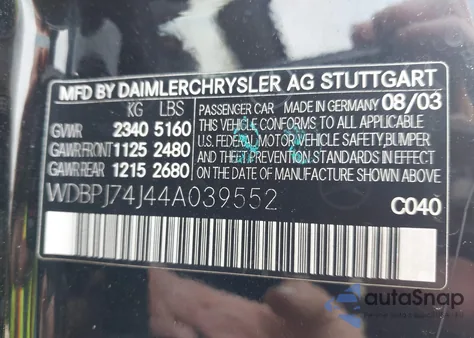 MFD BY DAIMLERCHRYSLER AG STUTTGART
KG LBS
GVWR 2340 5160
GAWR FRONT 1125 2480
GAWR REAR 1215 2680
PASSENGER CAR MADE IN GERMANY 08/03
THIS VEHICLE CONFORMS TO ALL APPLICABLE
U.S. FEDERAL MOTOR VEHICLE SAFETY, BUMPER
AND THEFT PREVENTION STANDARDS IN EFFECT
ON THE DATE OF MANUFACTURE SHOWN ABOVE
WDBPJ74J44A039552
C040
autoSnap